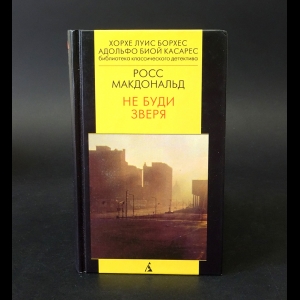 ХОРХЕ ЛУИС БОРХЕС
АДОЛЬФО БИОЙ КАСАРЕС
библиотека классического детектива
РОСС
МАКДОНАЛЬД
НЕ БУДИ
ЗВЕРЯ